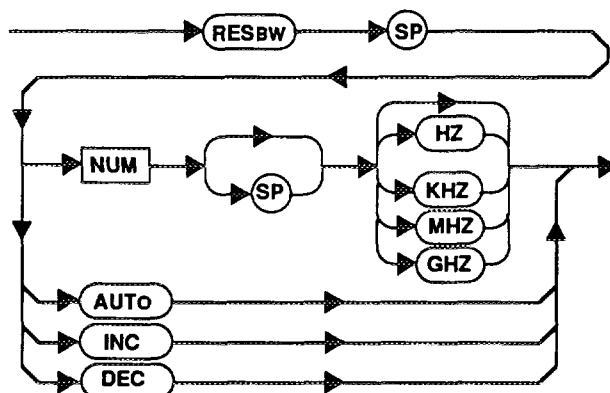 RESBW SP
HZ
NUM SP KHZ
MHZ
GHZ
AUTO
INC
DEC